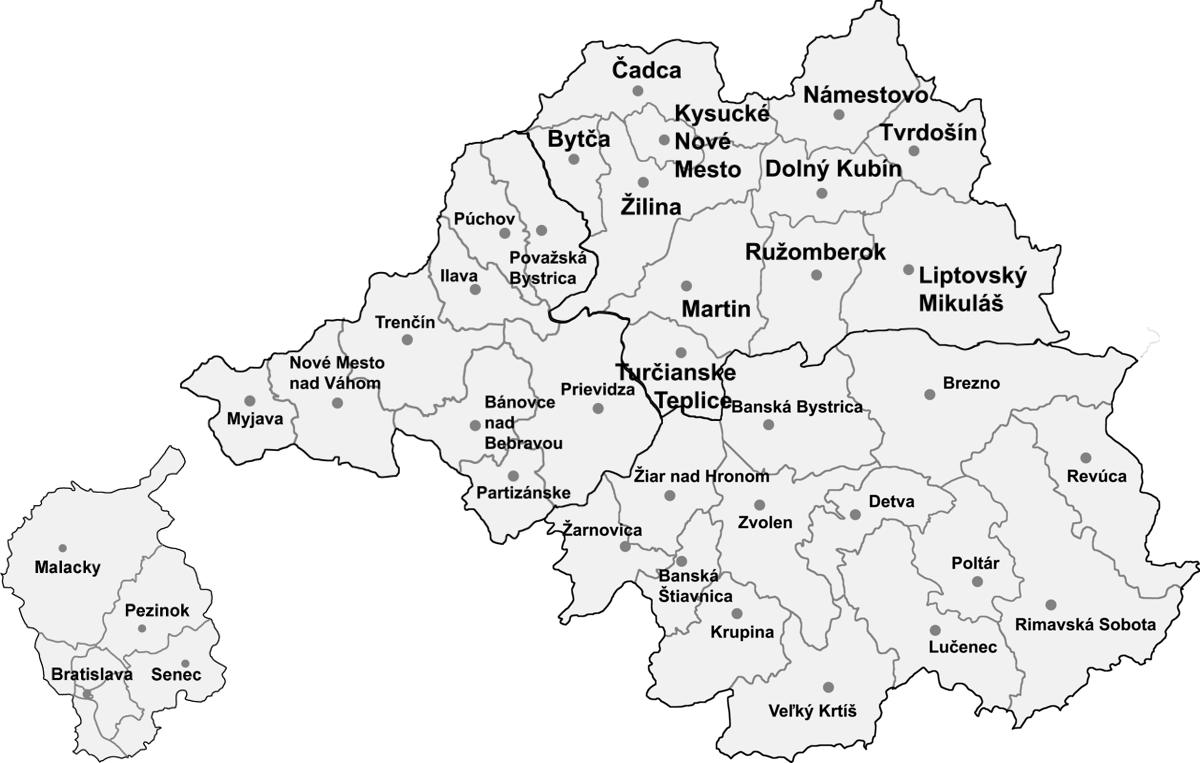 Čadca
Námestovo
Kysucké
Nové
Mesto
Tvrdošín
Bytča
Dolný Kubín
Žilina
Púchov
Považská
Bystrica
Ružomberok
Ilava
Liptovský
Mikuláš
Martin
Trenčín
Nové Mesto
nad Váhom
Turčianske
Teplice
Prievidza
Brezno
Bánovce
nad
Bebravou
Banská Bystrica
Myjava
Žiar nad Hronom
Revúca
Partizánske
Detva
Zvolen
Žarnovica
Malacky
Poltár
Banská
Štiavnica
Pezinok
Krupina
Rimavská Sobota
Lučenec
Bratislava
Senec
Veľký Krtíš